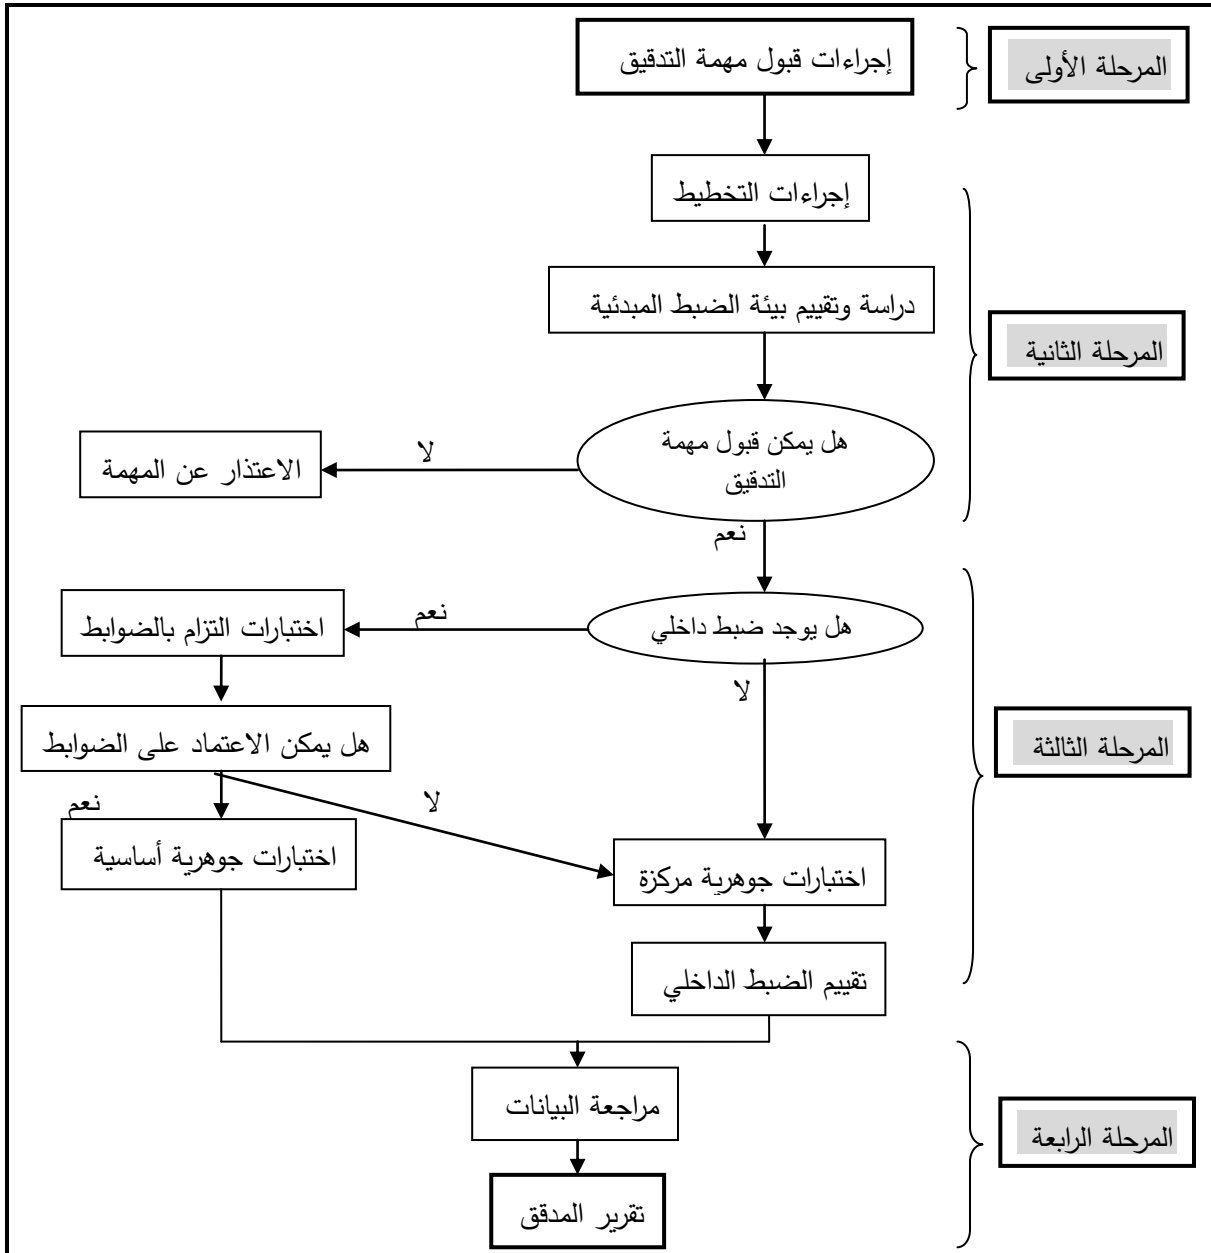 إجراءات قبول مهمة التدقيق
المرحلة الأولى
إجراءات التخطيط
دراسة وتقييم بيئة الضبط المبدئية
المرحلة الثانية
هل يمكن قبول مهمة
التدقيق
لا
الاعتذار عن المهمة
نعم
هل يوجد ضبط داخلي
نعم
اختبارات التزام بالضوابط
لا
هل يمكن الاعتماد على الضوابط
المرحلة الثالثة
لا
نعم
اختبارات جوهرية أساسية
اختبارات جوهرية مركزة
تقييم الضبط الداخلي
مراجعة البيانات
المرحلة الرابعة
تقرير المدقق